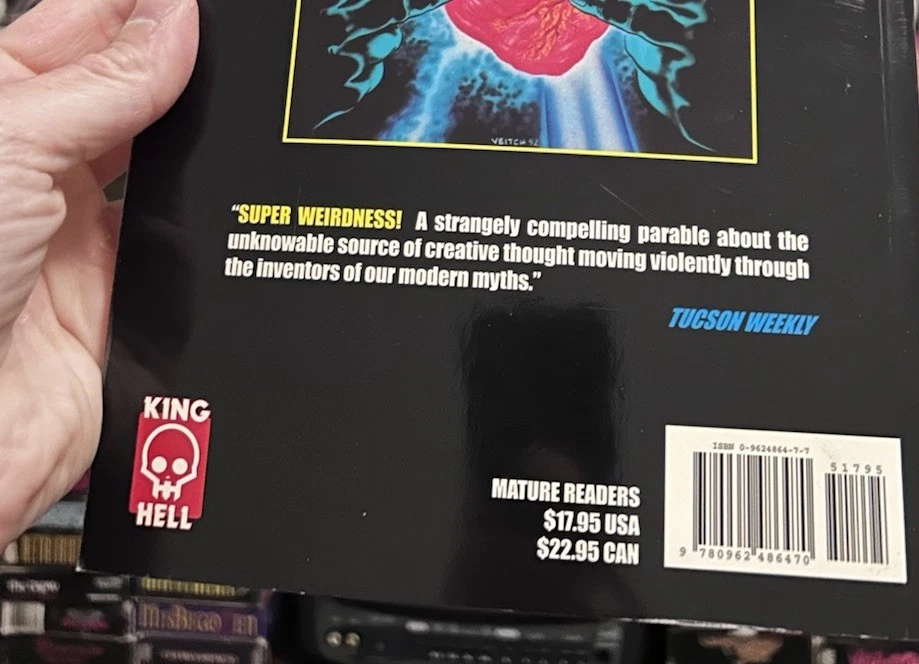 VEITCH 92
"SUPER WEIRDNESS! A strangely compelling parable about the
unknowable source of creative thought moving violently through
the inventors of our modern myths."
TUCSON WEEKLY
KING
HELL
MATURE READERS
$17.95 USA
$22.95 CAN
ISBN 0-9624864-7-7
51795
9 780962 486470